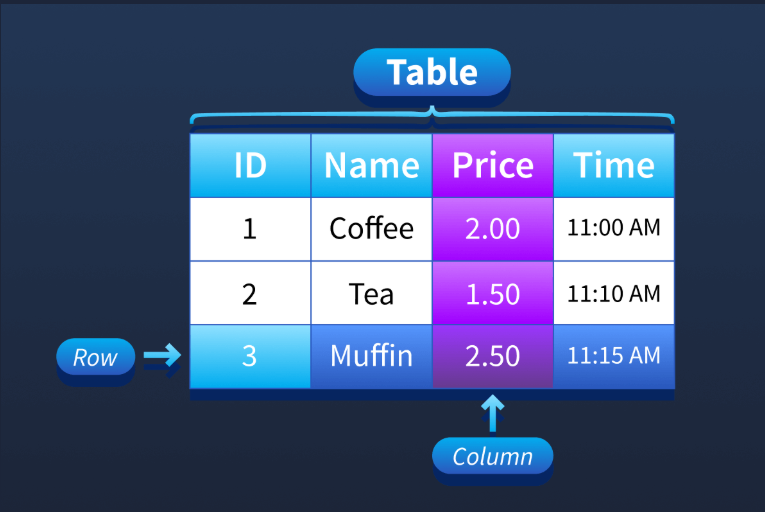 Table
ID Name Price Time
1 Coffee 2.00 11:00 AM
2 Tea 1.50 11:10 AM
Row 3 Muffin 2.50 11:15 AM
Column